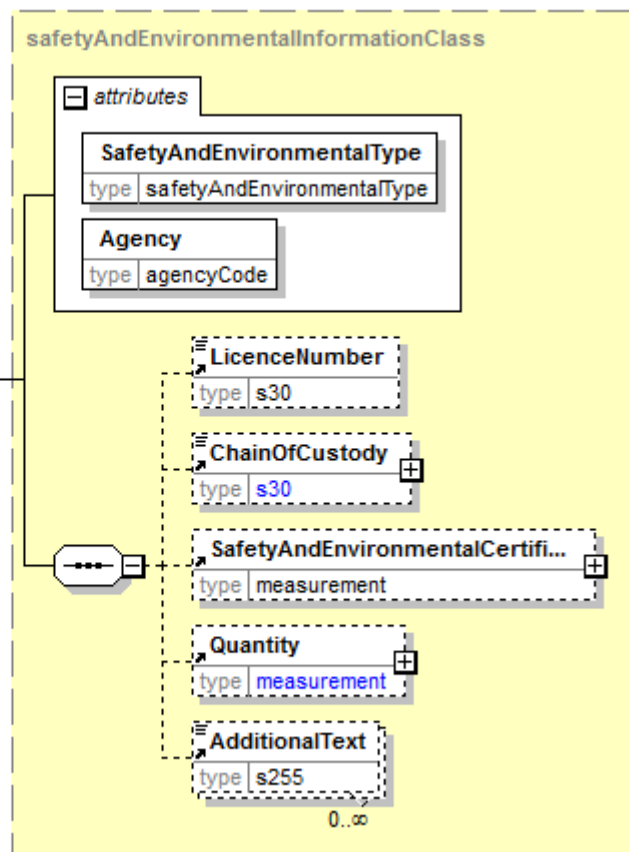 safetyAndEnvironmentalInformationClass
attributes
SafetyAndEnvironmentalType
type safetyAndEnvironmentalType
Agency
type agencyCode
LicenceNumber
type s30
ChainOfCustody
type s30
SafetyAndEnvironmentalCertifi...
type measurement
Quantity
type measurement
AdditionalText
type s255
0..∞